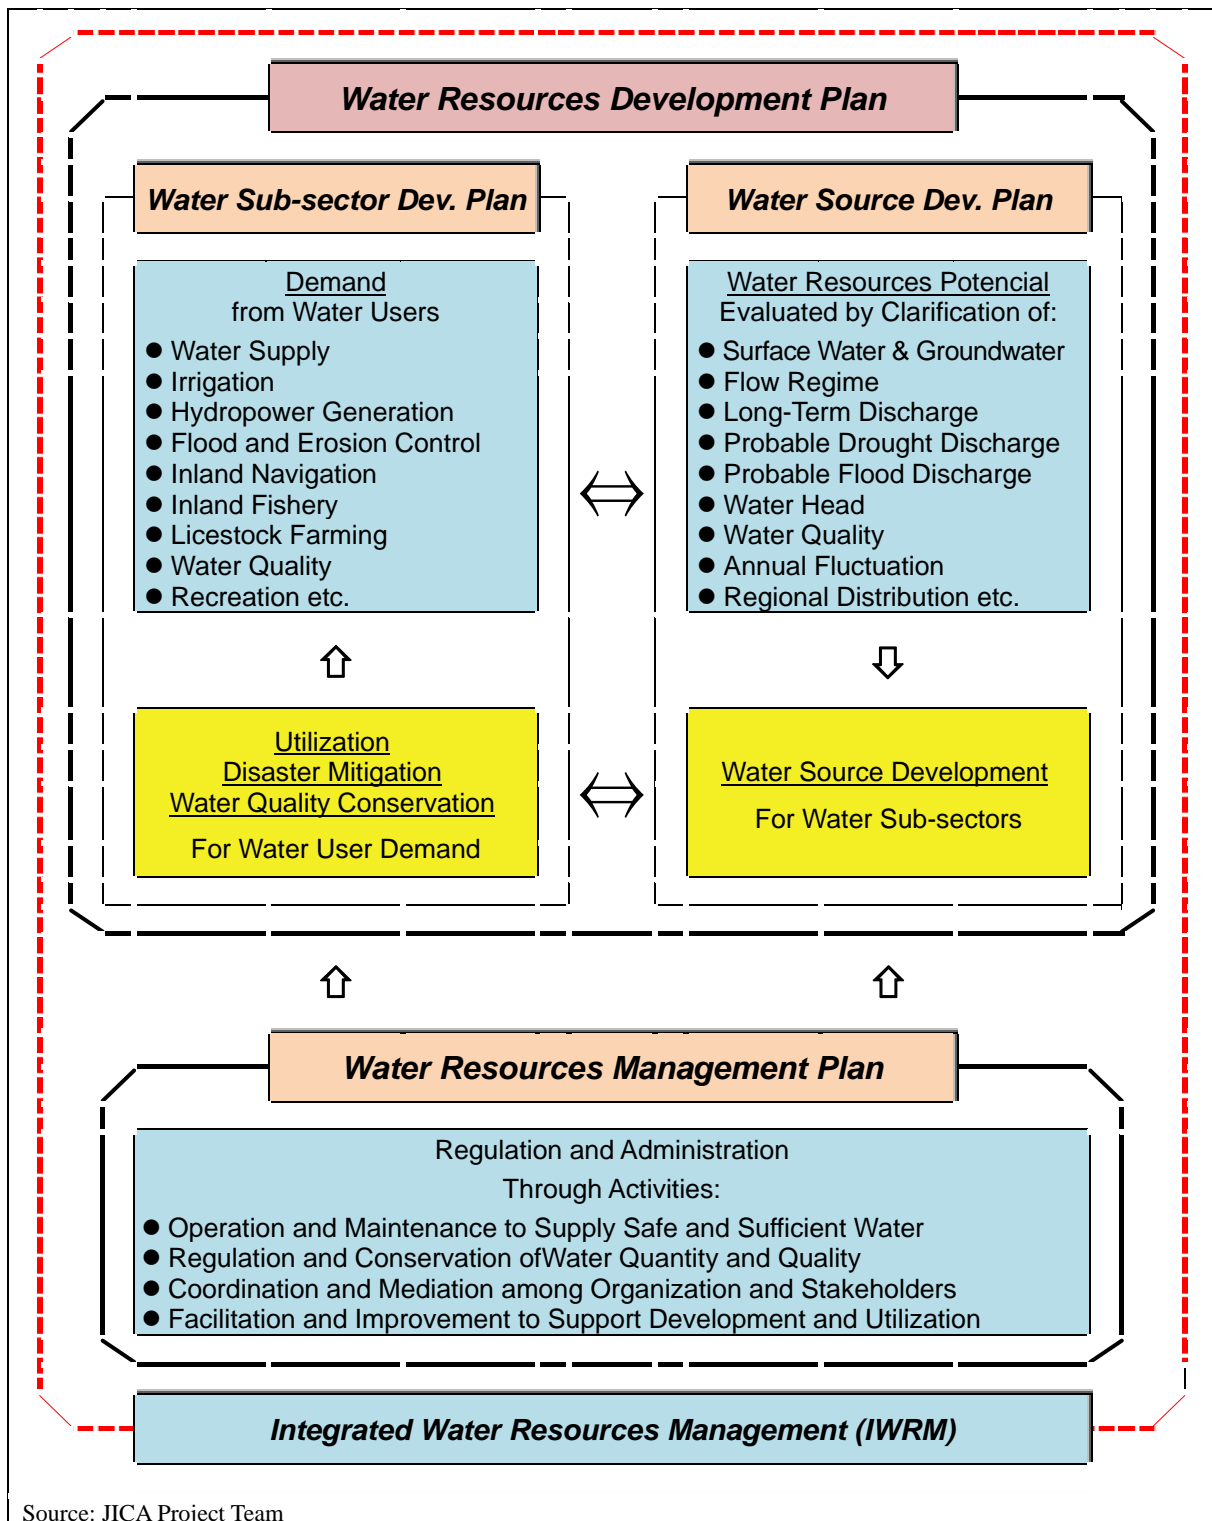 Water Resources Development Plan
Water Sub-sector Dev. Plan
Demand
from Water Users
● Water Supply
● Irrigation
● Hydropower Generation
● Flood and Erosion Control
● Inland Navigation
● Inland Fishery
● Licestock Farming
● Water Quality
● Recreation etc.
Utilization
Disaster Mitigation
Water Quality Conservation
For Water User Demand
Water Source Dev. Plan
Water Resources Potencial
Evaluated by Clarification of:
● Surface Water & Groundwater
● Flow Regime
● Long-Term Discharge
● Probable Drought Discharge
● Probable Flood Discharge
● Water Head
● Water Quality
● Annual Fluctuation
● Regional Distribution etc.
Water Source Development
For Water Sub-sectors
Water Resources Management Plan
Regulation and Administration
Through Activities:
● Operation and Maintenance to Supply Safe and Sufficient Water
● Regulation and Conservation ofWater Quantity and Quality
● Coordination and Mediation among Organization and Stakeholders
● Facilitation and Improvement to Support Development and Utilization
Integrated Water Resources Management (IWRM)
Source: JICA Project Team